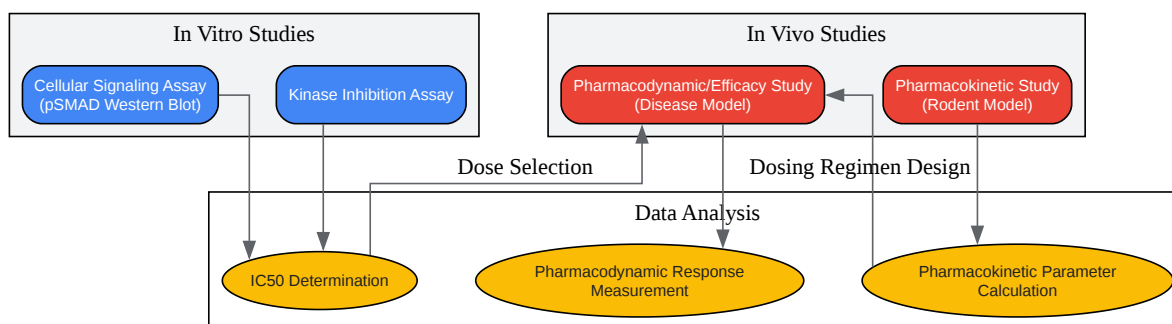 In Vitro Studies
In Vivo Studies
Cellular Signaling Assay
(pSMAD Western Blot)
Kinase Inhibition Assay
Pharmacodynamic/Efficacy Study
(Disease Model)
Pharmacokinetic Study
(Rodent Model)
Dose Selection
Dosing Regimen Design
Data Analysis
IC50 Determination
Pharmacodynamic Response
Measurement
Pharmacokinetic Parameter
Calculation